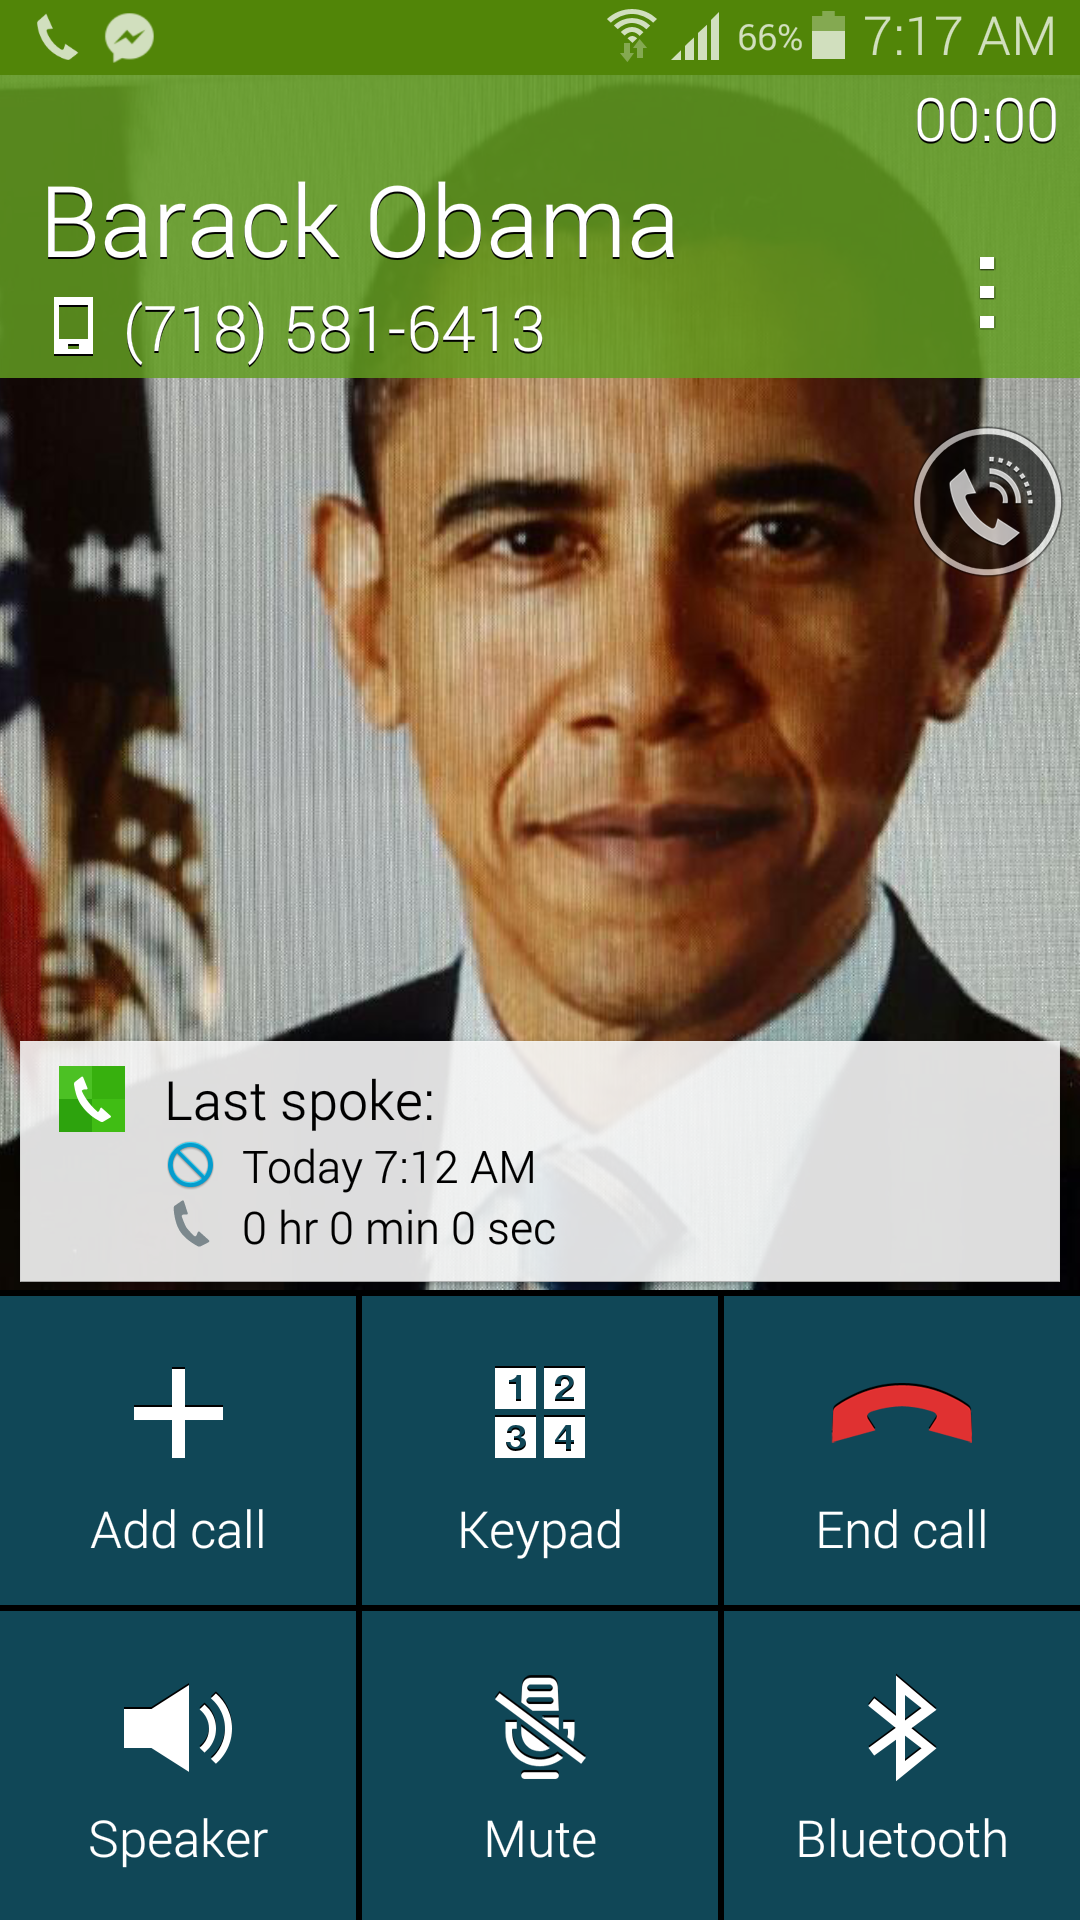 66% 7:17 AM
00:00
Barack Obama
(718) 581-6413
Last spoke:
Today 7:12 AM
0 hr 0 min 0 sec
Add call
1 2
3 4
Keypad
End call
Speaker
Mute
Bluetooth